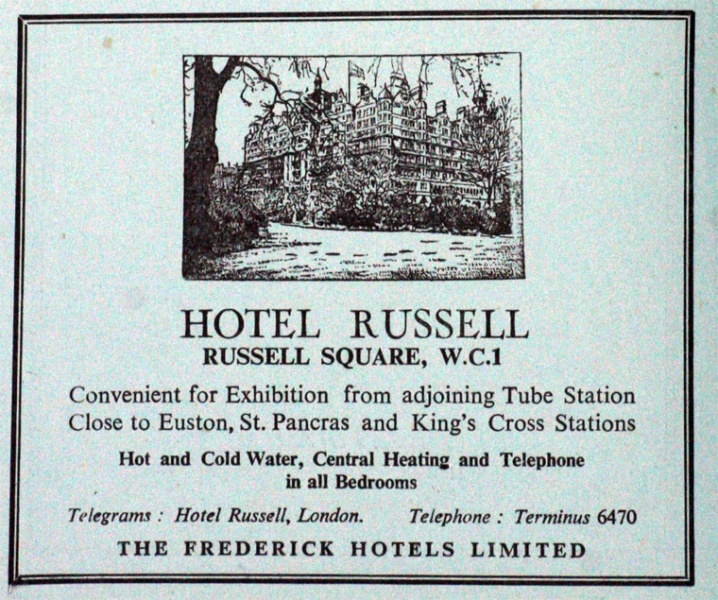 HOTEL RUSSELL
RUSSELL SQUARE, W.C.1
Convenient for Exhibition from adjoining Tube Station
Close to Euston, St. Pancras and King's Cross Stations
Hot and Cold Water, Central Heating and Telephone
in all Bedrooms
Telegrams : Hotel Russell, London. Telephone : Terminus 6470
THE FREDERICK HOTELS LIMITED